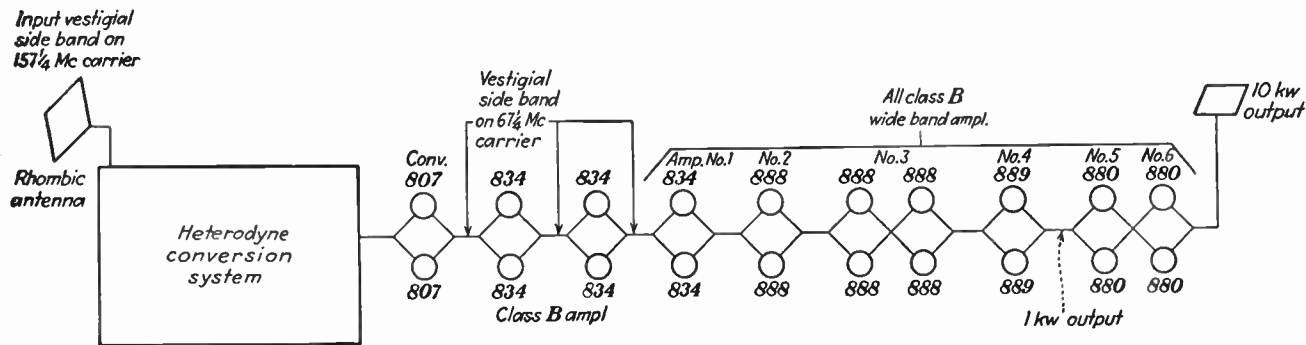 Input vestigial
side band on
157¼ Mc carrier
Rhombic
antenna
Heterodyne
conversion
system
Conv.
807
807
Vestigial
side band
on 67¼ Mc
carrier
834
834
834
834
Class B ampl
All class B
wide band ampl.
Amp. No.1
834
834
No.2
888
888
No.3
888
888
888
888
No.4
889
889
No.5
880
880
No.6
880
880
1 kw output
10 kw
output